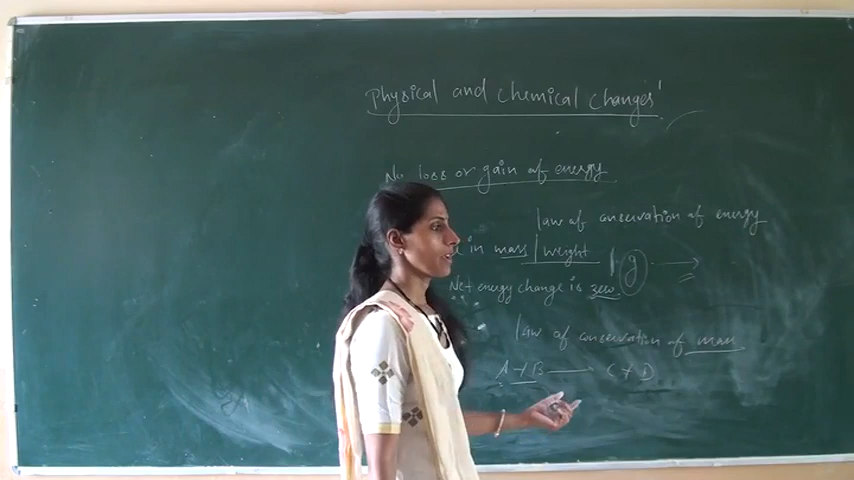 Physical and chemical changes'
No loss or gain of energy
law of conservation of energy
in mass / weight 1 g →
Net energy change is zero.
law of conservation of mass
A + B → C + D